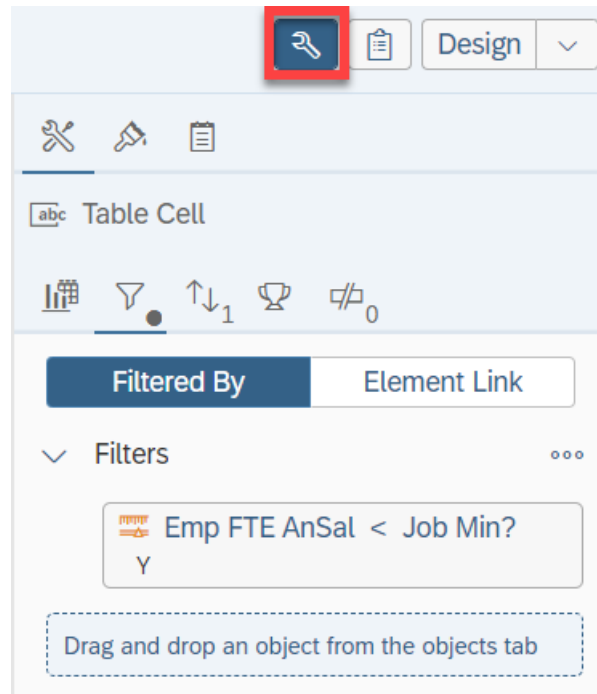 Design
abc Table Cell
1
0
Filtered By Element Link
Filters
Emp FTE AnSal < Job Min?
Y
Drag and drop an object from the objects tab